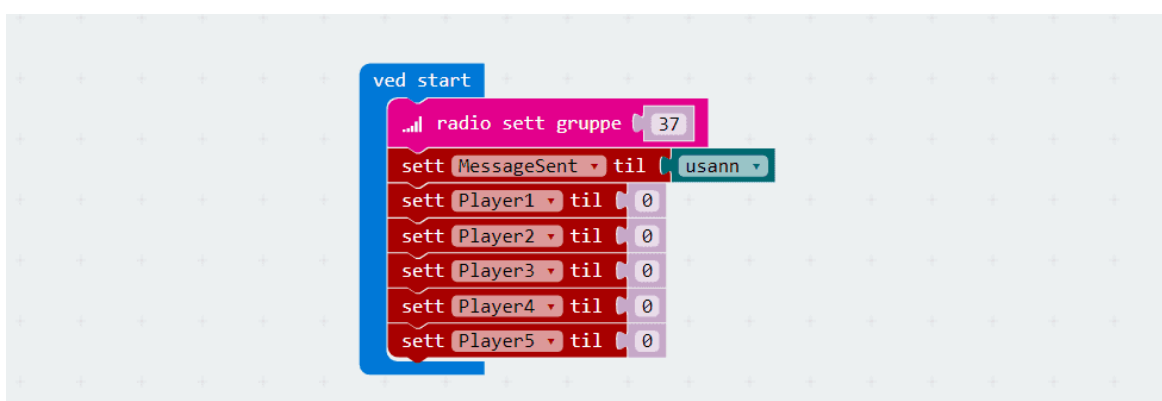 ved start
radio sett gruppe 37
sett MessageSent til usann
sett Player1 til 0
sett Player2 til 0
sett Player3 til 0
sett Player4 til 0
sett Player5 til 0